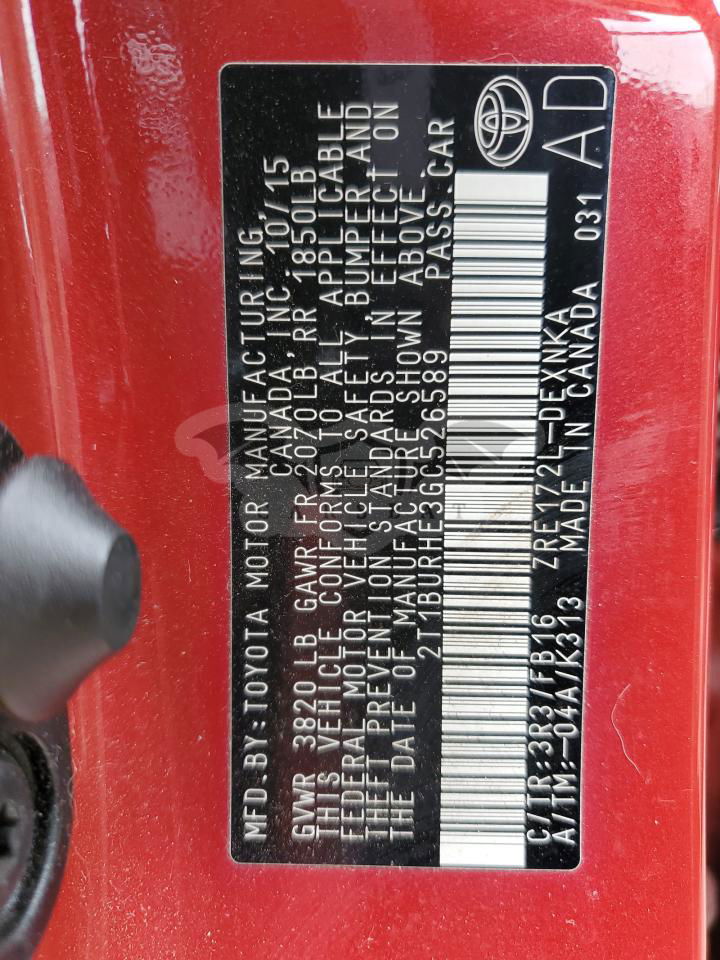 MFD.BY:TOYOTA MOTOR MANUFACTURING,
CANADA, INC. 10/15
GVWR 3820 LB GAWR FR 2070LB, RR 1850LB
THIS VEHICLE CONFORMS TO ALL APPLICABLE
FEDERAL MOTOR VEHICLE SAFETY, BUMPER AND
THEFT PREVENTION STANDARDS IN EFFECT ON
THE DATE OF MANUFACTURE SHOWN ABOVE.
2T1BURHE3GC526589 PASS.CAR
C/TR:3R3/FB16 ZRE172L-DEXNKA
A/TM:-04A/K313 MADE IN CANADA 031
AD